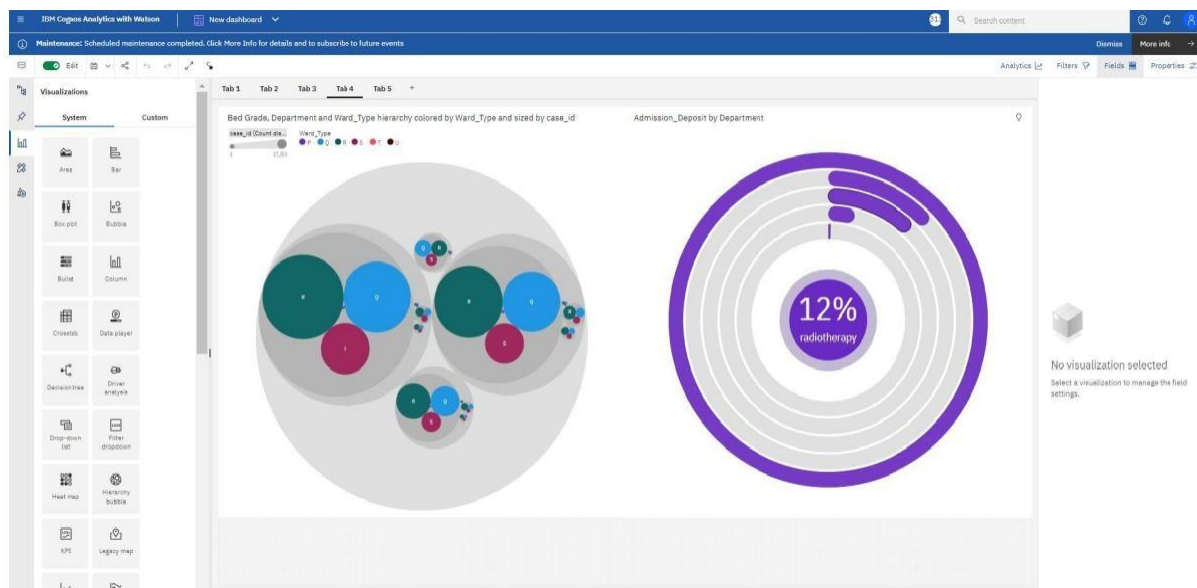 IBM Cognos Analytics with Watson
New dashboard
Search content
Maintenance: Scheduled maintenance completed. Click More Info for details and to subscribe to future events
Dismiss
More info
Edit
Analytics
Filters
Fields
Properties
Visualizations
System
Custom
Area
Bar
Box plot
Bubble
Bullet
Column
Crosstab
Data player
Decision tree
Driver
analysis
Drop-down
list
Filter
dropdown
Heat map
Hierarchy
bubble
KPI
Legacy map
Tab 1
Tab 2
Tab 3
Tab 4
Tab 5
+
Bed Grade, Department and Ward_Type hierarchy colored by Ward_Type and sized by case_id
case_id (Count dis...
Ward_Type
P
Q
R
S
T
U
Admission_Deposit by Department
R
Q
T
R
Q
S
Q
R
S
R
Q
S
12%
radiotherapy
No visualization selected
Select a visualization to manage the field
settings.